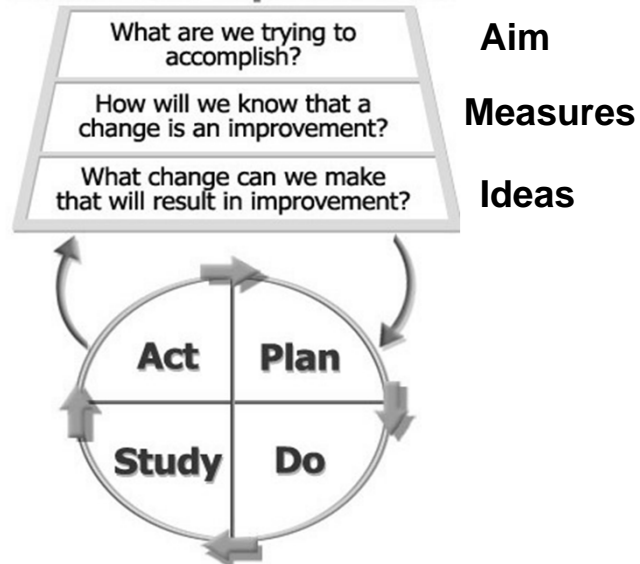 What are we trying to
accomplish?
Aim
How will we know that a
change is an improvement?
Measures
What change can we make
that will result in improvement?
Ideas
Act
Plan
Study
Do